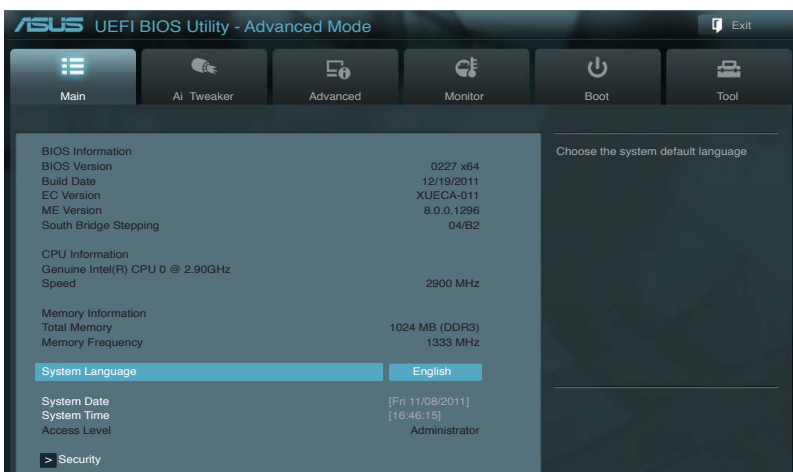 ASUS UEFI BIOS Utility - Advanced Mode Exit
Main Ai Tweaker Advanced Monitor Boot Tool
Choose the system default language
BIOS Information
BIOS Version 0227 x64
Build Date 12/19/2011
EC Version XUECA-011
ME Version 8.0.0.1296
South Bridge Stepping 04/B2
CPU Information
Genuine Intel(R) CPU 0 @ 2.90GHz
Speed 2900 MHz
Memory Information
Total Memory 1024 MB (DDR3)
Memory Frequency 1333 MHz
System Language English
System Date [Fri 11/08/2011]
System Time [16:46:15]
Access Level Administrator
> Security